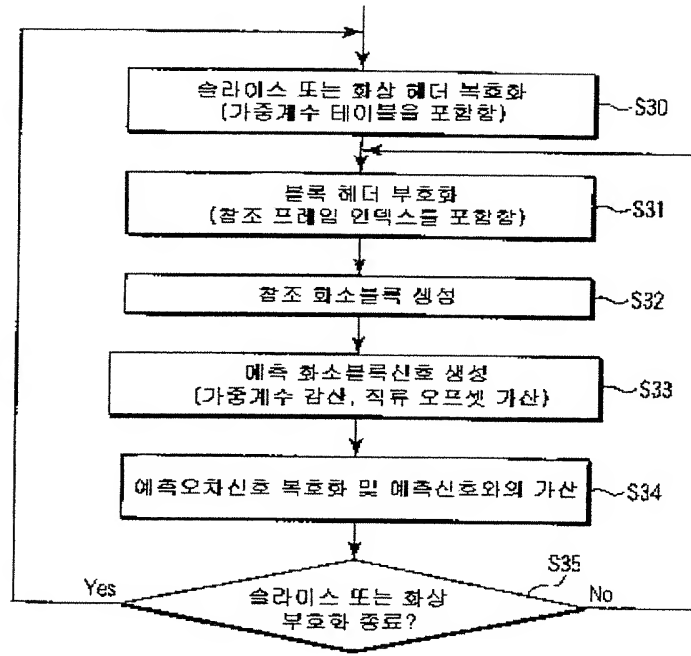 슬라이스 또는 화상 헤더 복호화
(가중계수 테이블을 포함함)
S30
블록 헤더 부호화
(참조 프레임 인덱스를 포함함)
S31
참조 화소블록 생성
S32
예측 화소블록신호 생성
(가중계수 감산, 직류 오프셋 가산)
S33
예측오차신호 복호화 및 예측신호와의 가산
S34
S35
Yes
No
슬라이스 또는 화상
부호화 종료?